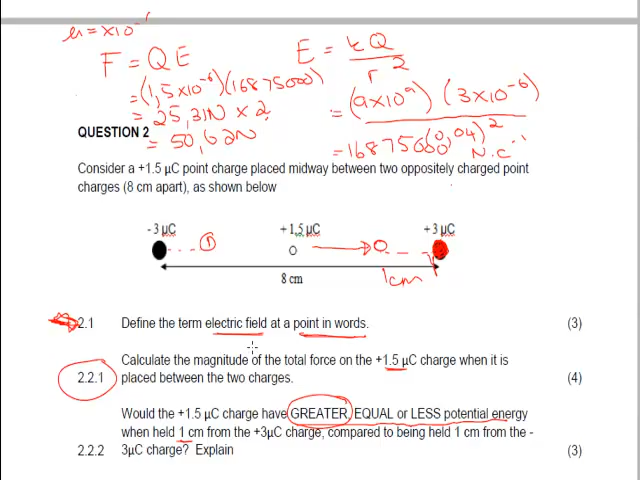 μ = x10⁻⁶
F = QE
E = kQ
r²
= (1,5x10⁻⁶)(16875000)
= 25,31N x 2
= (9x10⁹) (3x10⁻⁶)
(0,04)²
QUESTION 2
= 50,62N
= 16875000 N.C⁻¹
Consider a +1.5 µC point charge placed midway between two oppositely charged point
charges (8 cm apart), as shown below
- 3 µC +1,5 µC +3 µC
①
1cm
8 cm
2.1 Define the term electric field at a point in words. (3)
Calculate the magnitude of the total force on the +1.5 µC charge when it is
2.2.1 placed between the two charges. (4)
Would the +1.5 µC charge have GREATER, EQUAL or LESS potential energy
when held 1 cm from the +3µC charge, compared to being held 1 cm from the -
2.2.2 3µC charge? Explain (3)